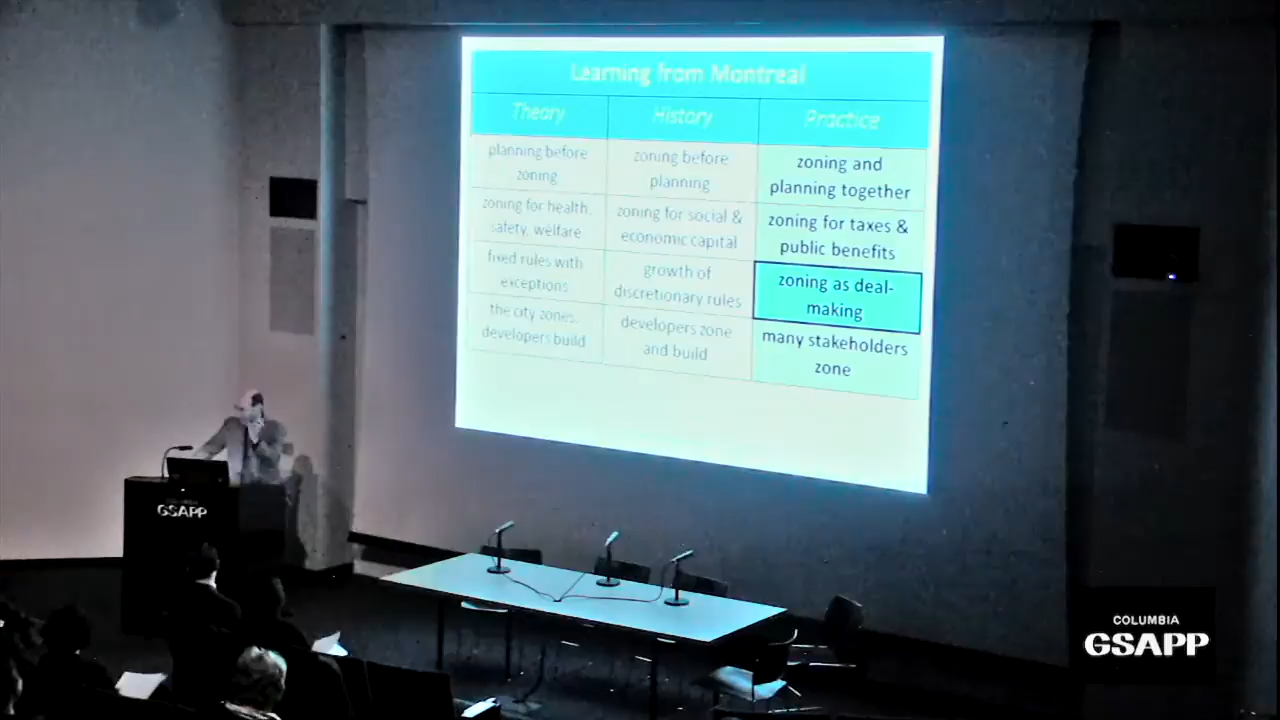 Learning from Montreal
Theory
History
Practice
planning before
zoning
zoning before
planning
zoning and
planning together
zoning for health,
safety, welfare
zoning for social &
economic capital
zoning for taxes &
public benefits
fixed rules with
exceptions
growth of
discretionary rules
zoning as deal-
making
the city zones,
developers build
developers zone
and build
many stakeholders
zone
COLUMBIA
GSAPP
COLUMBIA
GSAPP